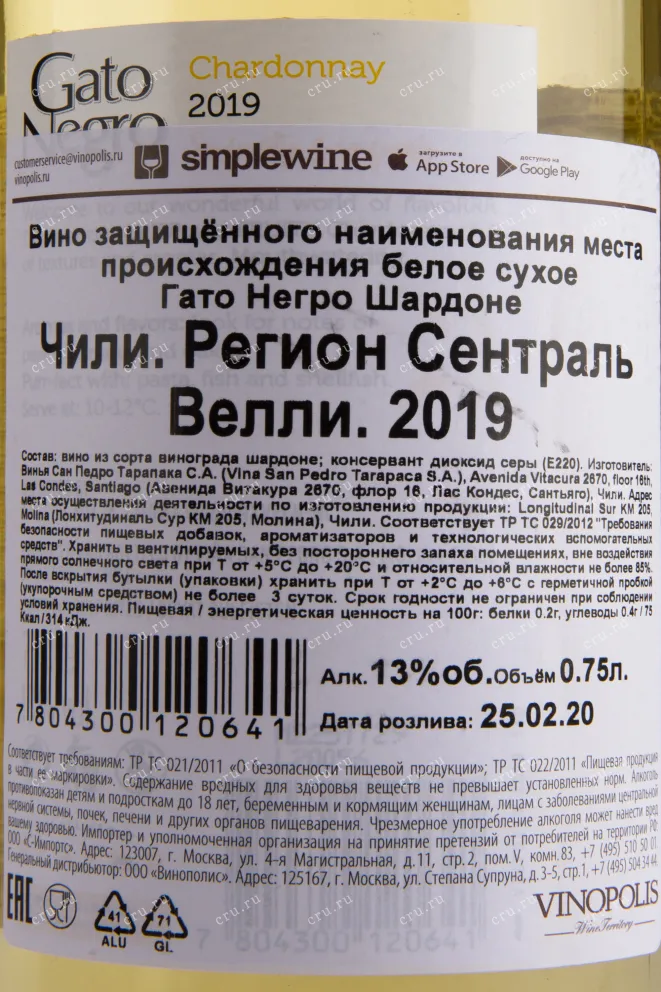 Gato
Negro
Chardonnay
2019
customerservice@vinopolis.ru
vinopolis.ru
simplewine
загрузите в
App Store
доступно на
Google Play
Вино защищённого наименования места
происхождения белое сухое
Гато Негро Шардоне
Чили. Регион Сентраль
Велли. 2019
Состав: вино из сорта винограда шардоне; консервант диоксид серы (E220). Изготовитель:
Винья Сан Педро Тарапака С.А. (Vina San Pedro Tarapaca S.A.), Avenida Vitacura 2670, floor 16th,
Las Condes, Santiago (Авенида Витакура 2670, флор 16, Лас Кондес, Сантьяго), Чили. Адрес
места осуществления деятельности по изготовлению продукции: Longitudinal Sur KM 205,
Molina (Лонхитудиналь Сур КМ 205, Молина), Чили. Соответствует ТР ТС 029/2012 "Требования
безопасности пищевых добавок, ароматизаторов и технологических вспомогательных
средств". Хранить в вентилируемых, без постороннего запаха помещениях, вне воздействия
прямого солнечного света при Т от +5°С до +20°С и относительной влажности не более 85%.
После вскрытия бутылки (упаковки) хранить при Т от +2°С до +6°С с герметичной пробкой
(укупорочным средством) не более 3 суток. Срок годности не ограничен при соблюдении
условий хранения. Пищевая / энергетическая ценность на 100г: белки 0.2г, углеводы 0.4г / 75
Ккал / 314 кДж.
7 804300 120641
Алк. 13%об. Объём 0.75л.
Дата розлива: 25.02.20
Соответствует требованиям: ТР ТС 021/2011 «О безопасности пищевой продукции»; ТР ТС 022/2011 «Пищевая продукция
в части ее маркировки». Содержание вредных для здоровья веществ не превышает установленных норм. Алкоголь
противопоказан детям и подросткам до 18 лет, беременным и кормящим женщинам, лицам с заболеваниями центральной
нервной системы, почек, печени и других органов пищеварения. Чрезмерное употребление алкоголя может нанести вред
вашему здоровью. Импортер и уполномоченная организация на принятие претензий от потребителей на территории РФ:
ООО «С-Импортс». Адрес: 123007, г. Москва, ул. 4-я Магистральная, д.11, стр. 2, пом. V, комн. 83, +7 (495) 510 50 01.
Генеральный дистрибьютор: ООО «Винополис». Адрес: 125167, г. Москва, ул. Степана Супруна, д. 3-5, стр.1, +7 (495) 504 34 44
EAC
41
ALU
71
GL
VINOPOLIS
Wine Territory
7 804300 120641